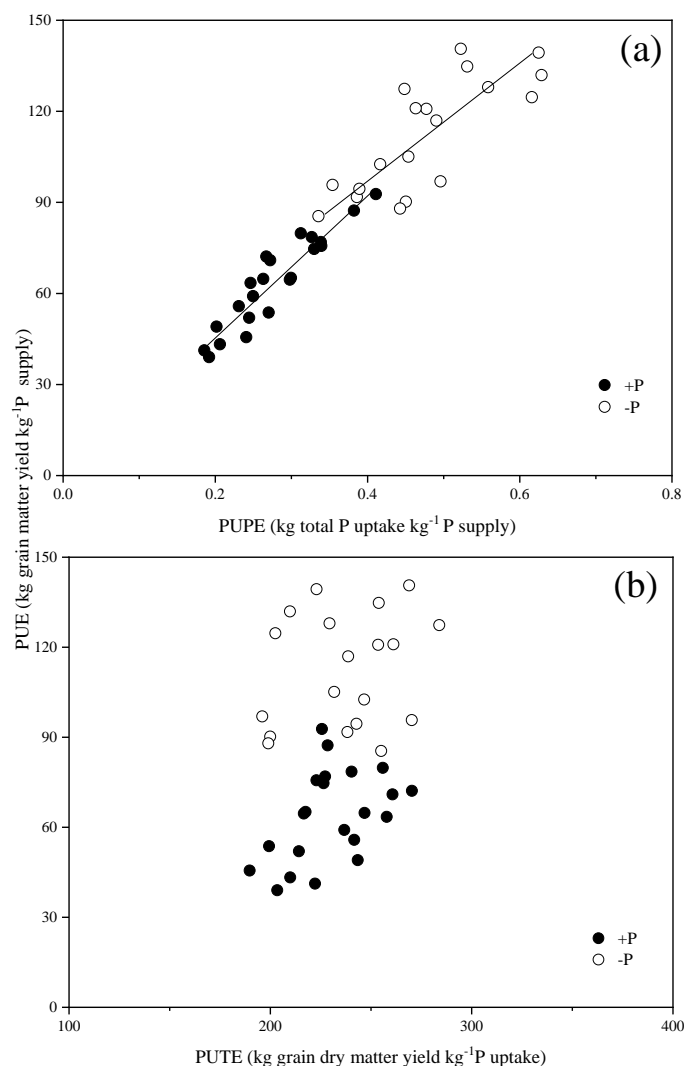 (a)
150
120
90
60
30
0
+P
-P
0.0
0.2
0.4
0.6
0.8
PUPE (kg total P uptake kg⁻¹ P supply)
PUE (kg grain matter yield kg⁻¹P supply)
(b)
150
120
90
60
30
0
+P
-P
100
200
300
400
PUTE (kg grain dry matter yield kg⁻¹P uptake)